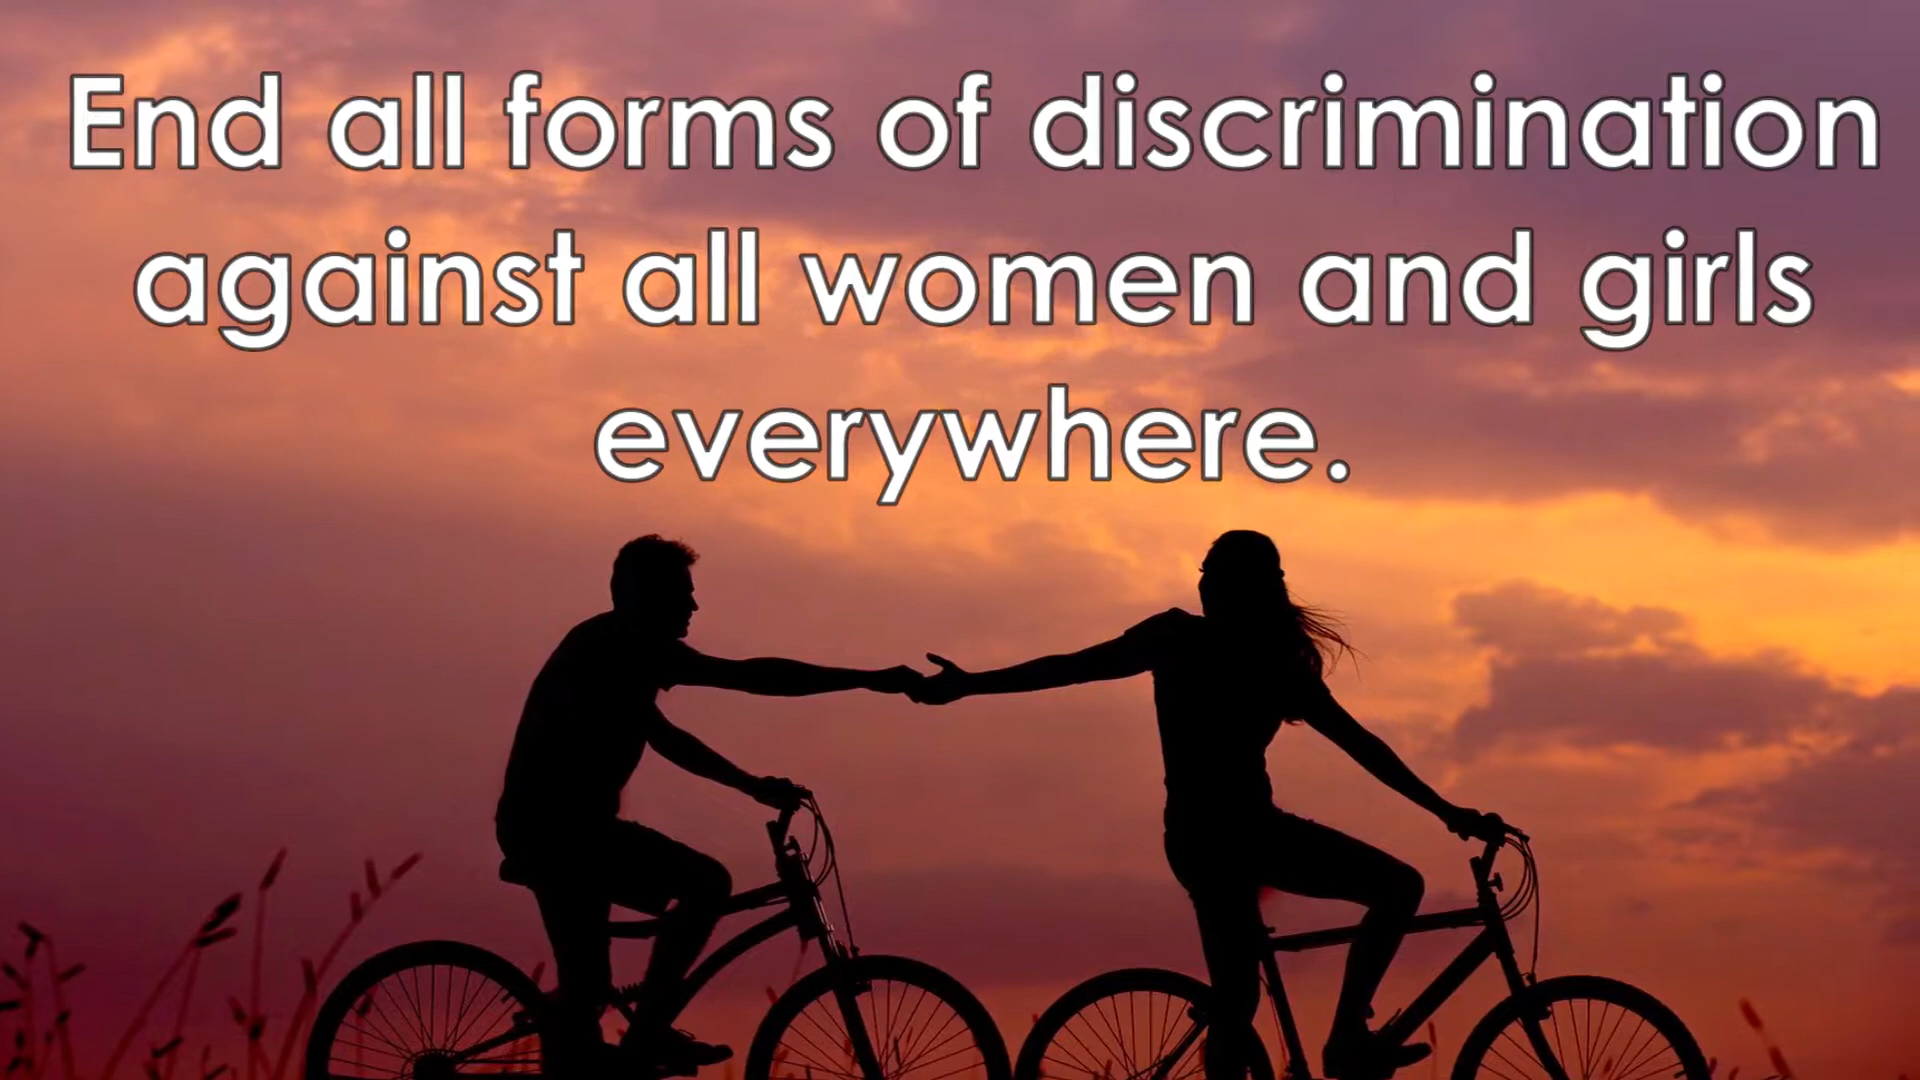 End all forms of discrimination
against all women and girls
everywhere.